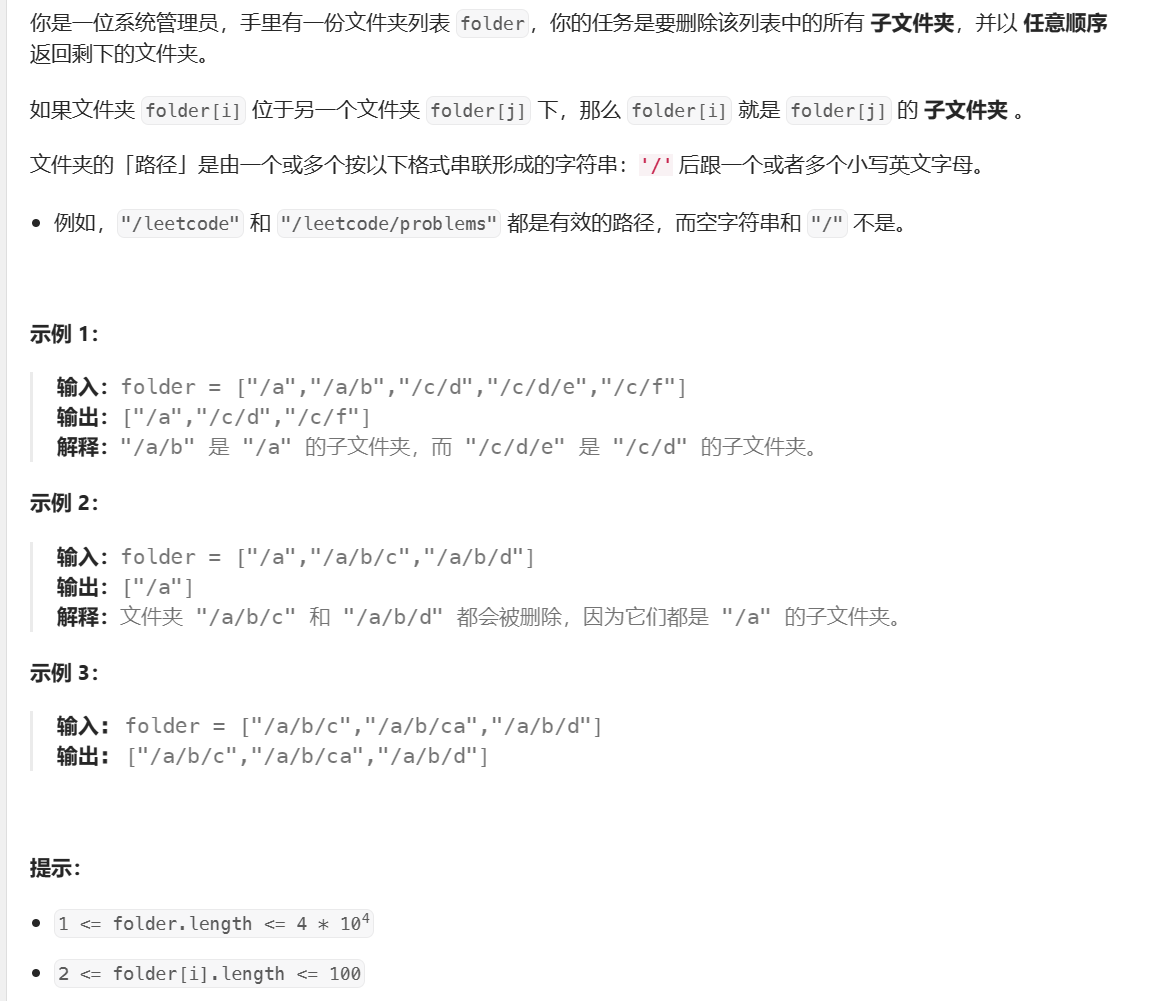 你是一位系统管理员，手里有一份文件夹列表 folder，你的任务是要删除该列表中的所有 子文件夹，并以 任意顺序
返回剩下的文件夹。
如果文件夹 folder[i] 位于另一个文件夹 folder[j] 下，那么 folder[i] 就是 folder[j] 的 子文件夹 。
文件夹的「路径」是由一个或多个按以下格式串联形成的字符串：'/' 后跟一个或者多个小写英文字母。
• 例如，"/leetcode" 和 "/leetcode/problems" 都是有效的路径，而空字符串和 "/" 不是。
示例 1：
输入：folder = ["/a","/a/b","/c/d","/c/d/e","/c/f"]
输出：["/a","/c/d","/c/f"]
解释："/a/b" 是 "/a" 的子文件夹，而 "/c/d/e" 是 "/c/d" 的子文件夹。
示例 2：
输入：folder = ["/a","/a/b/c","/a/b/d"]
输出：["/a"]
解释：文件夹 "/a/b/c" 和 "/a/b/d" 都会被删除，因为它们都是 "/a" 的子文件夹。
示例 3：
输入: folder = ["/a/b/c","/a/b/ca","/a/b/d"]
输出: ["/a/b/c","/a/b/ca","/a/b/d"]
提示：
• 1 <= folder.length <= 4 * 10⁴
• 2 <= folder[i].length <= 100